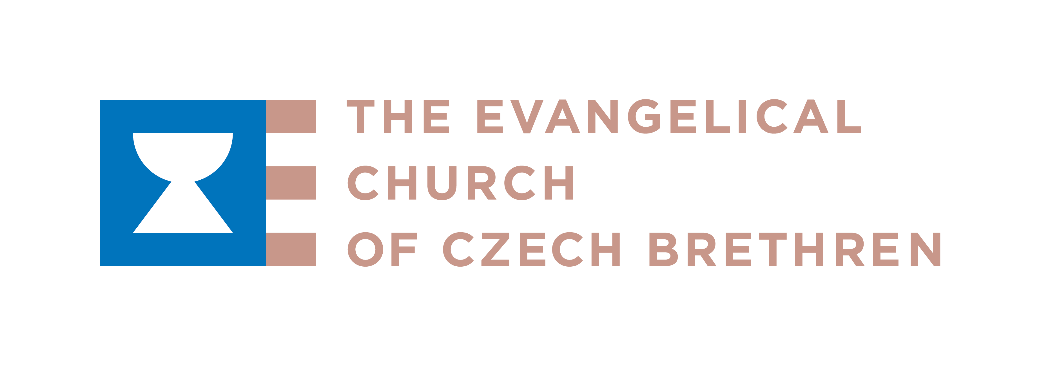 THE EVANGELICAL
CHURCH
OF CZECH BRETHREN